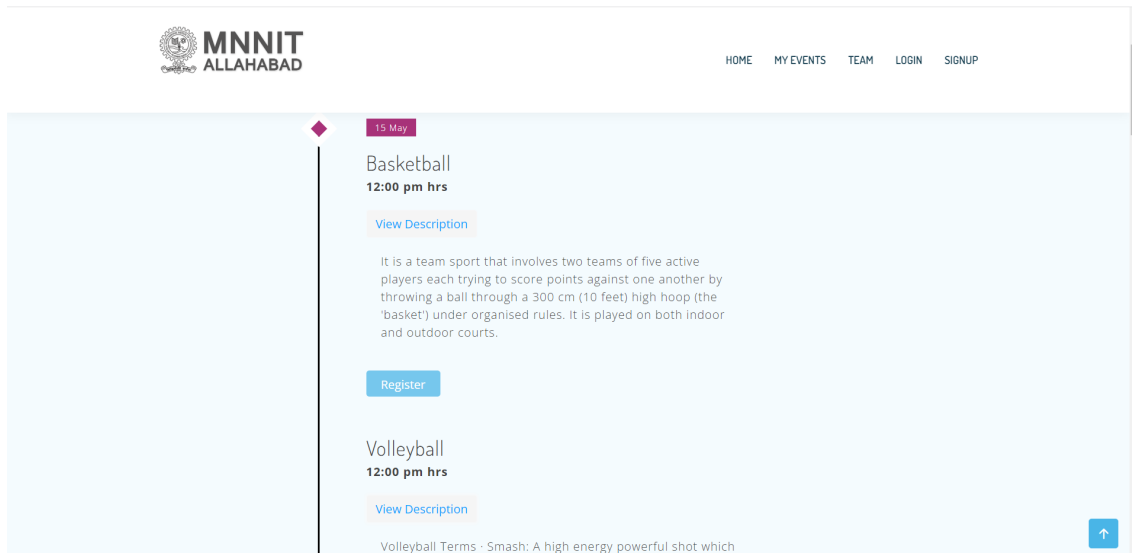 MNNIT
ALLAHABAD
HOME MY EVENTS TEAM LOGIN SIGNUP
15 May
Basketball
12:00 pm hrs
View Description
It is a team sport that involves two teams of five active
players each trying to score points against one another by
throwing a ball through a 300 cm (10 feet) high hoop (the
'basket') under organised rules. It is played on both indoor
and outdoor courts.
Register
Volleyball
12:00 pm hrs
View Description
Volleyball Terms · Smash: A high energy powerful shot which